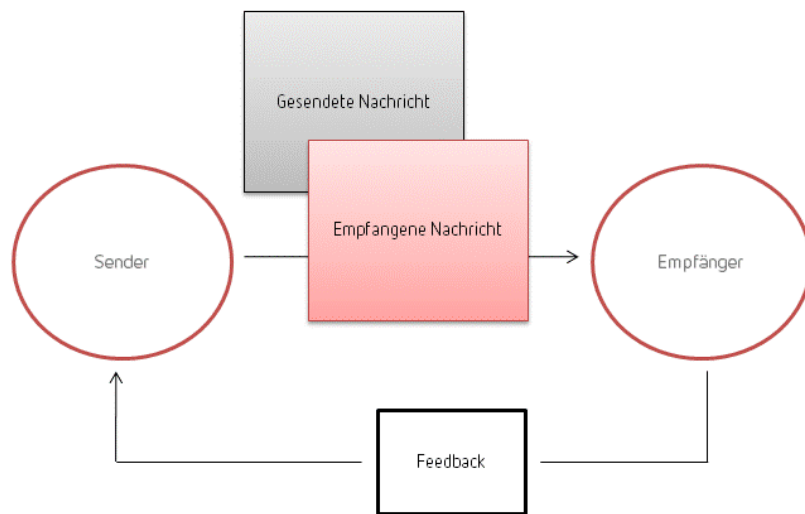 Gesendete Nachricht
Empfangene Nachricht
Sender
Empfänger
Feedback